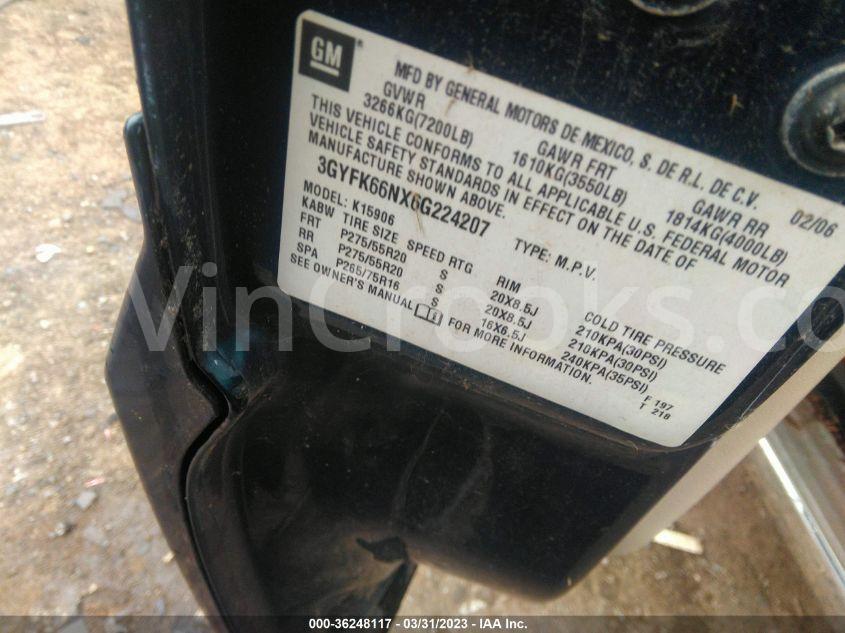 GM®
MFD BY GENERAL MOTORS DE MEXICO, S. DE R.L. DE C.V.
02/06
GVWR GAWR FRT GAWR RR
3266KG(7200LB) 1610KG(3550LB) 1814KG(4000LB)
THIS VEHICLE CONFORMS TO ALL APPLICABLE U.S. FEDERAL MOTOR
VEHICLE SAFETY STANDARDS IN EFFECT ON THE DATE OF
MANUFACTURE SHOWN ABOVE.
3GYFK66NX6G224207 TYPE: M.P.V.
MODEL: K15906
KABW TIRE SIZE SPEED RTG RIM COLD TIRE PRESSURE
FRT P275/55R20 S 20X8.5J 210KPA(30PSI)
RR P275/55R20 S 20X8.5J 210KPA(30PSI)
SPA P265/75R16 S 16X6.5J 240KPA(35PSI)
SEE OWNER'S MANUAL FOR MORE INFORMATION.
F 197
T 218
VinCrooks.com
000-36248117 - 03/31/2023 - IAA Inc.